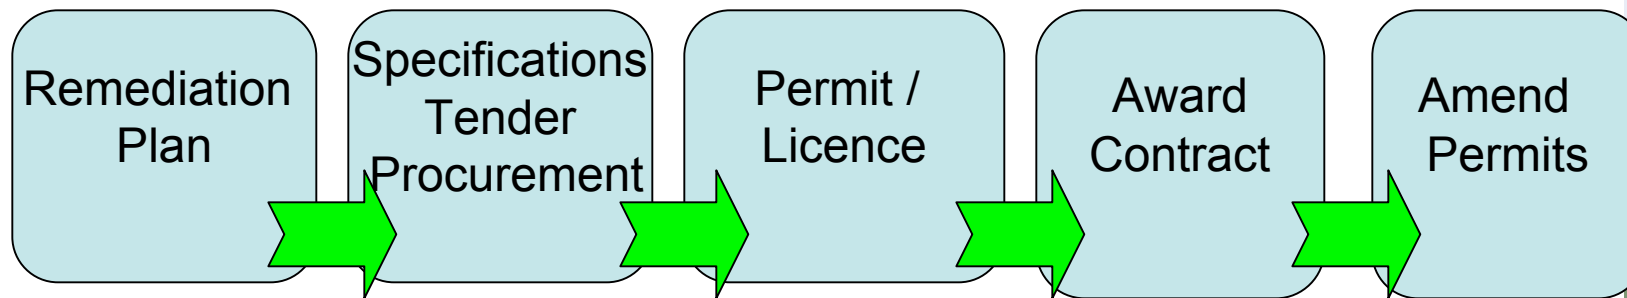 Remediation
Plan
Specifications
Tender
Procurement
Permit /
Licence
Award
Contract
Amend
Permits